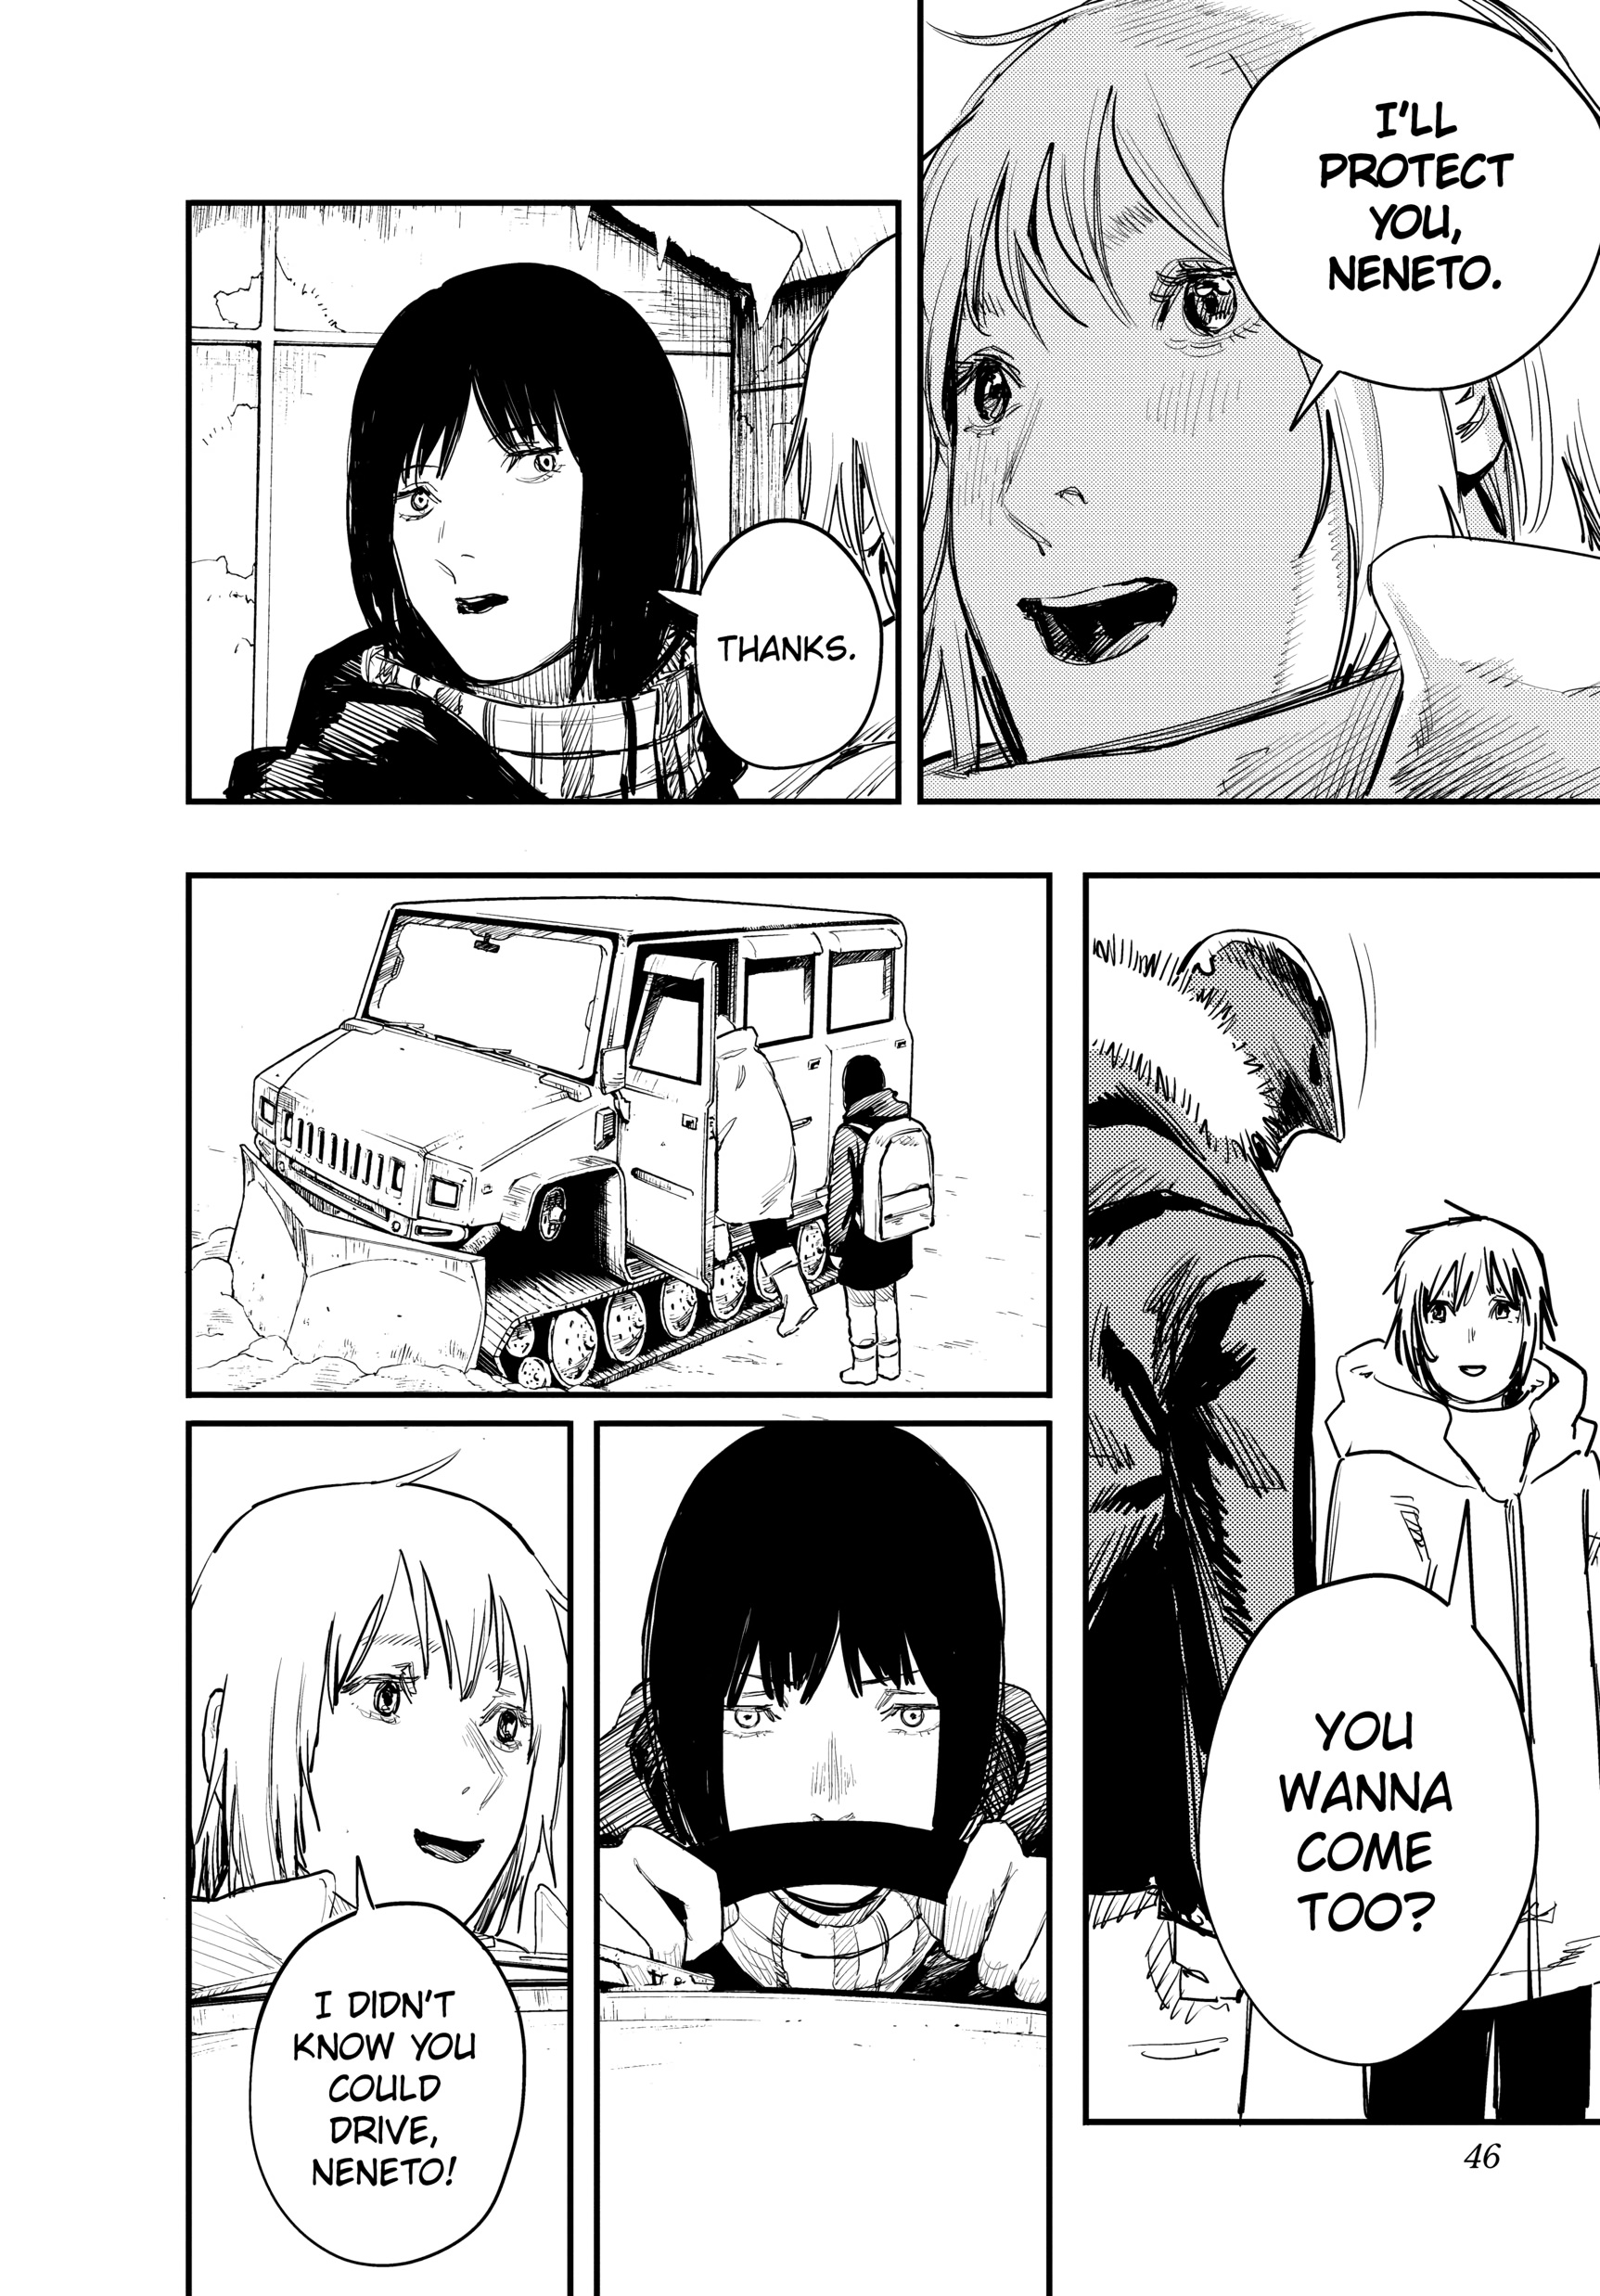 I'LL
PROTECT
YOU,
NENETO.
THANKS.
YOU
WANNA
COME
TOO?
I DIDN'T
KNOW YOU
COULD
DRIVE,
NENETO!
46